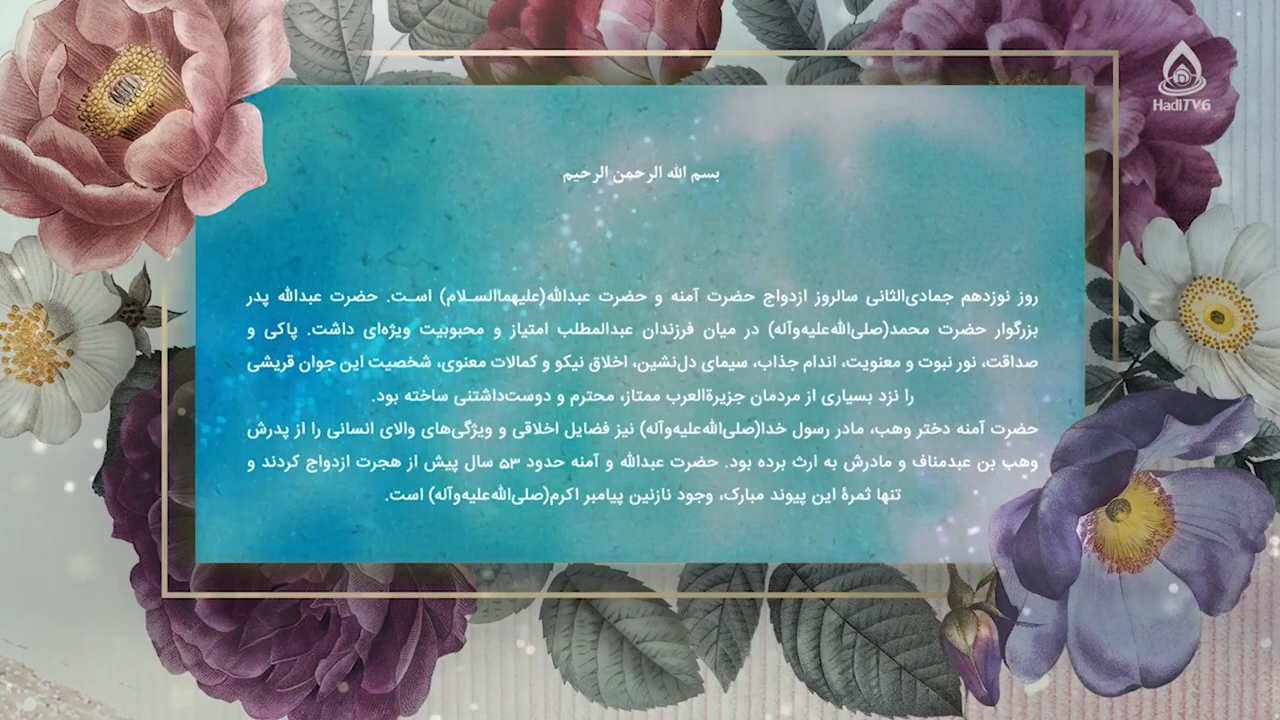 HadiTV6
بسم الله الرحمن الرحیم
روز نوزدهم جمادی‌الثانی سالروز ازدواج حضرت آمنه و حضرت عبدالله(علیهماالسلام) است. حضرت عبدالله پدر
بزرگوار حضرت محمد(صلی‌الله‌علیه‌وآله) در میان فرزندان عبدالمطلب امتیاز و محبوبیت ویژه‌ای داشت. پاکی و
صداقت، نور نبوت و معنویت، اندام جذاب، سیمای دل‌نشین، اخلاق نیکو و کمالات معنوی، شخصیت این جوان قریشی
را نزد بسیاری از مردمان جزیرةالعرب ممتاز، محترم و دوست‌داشتنی ساخته بود.
حضرت آمنه دختر وهب، مادر رسول خدا(صلی‌الله‌علیه‌وآله) نیز فضایل اخلاقی و ویژگی‌های والای انسانی را از پدرش
وهب بن عبدمناف و مادرش به ارث برده بود. حضرت عبدالله و آمنه حدود ۵۳ سال پیش از هجرت ازدواج کردند و
تنها ثمرهٔ این پیوند مبارک، وجود نازنین پیامبر اکرم(صلی‌الله‌علیه‌وآله) است.